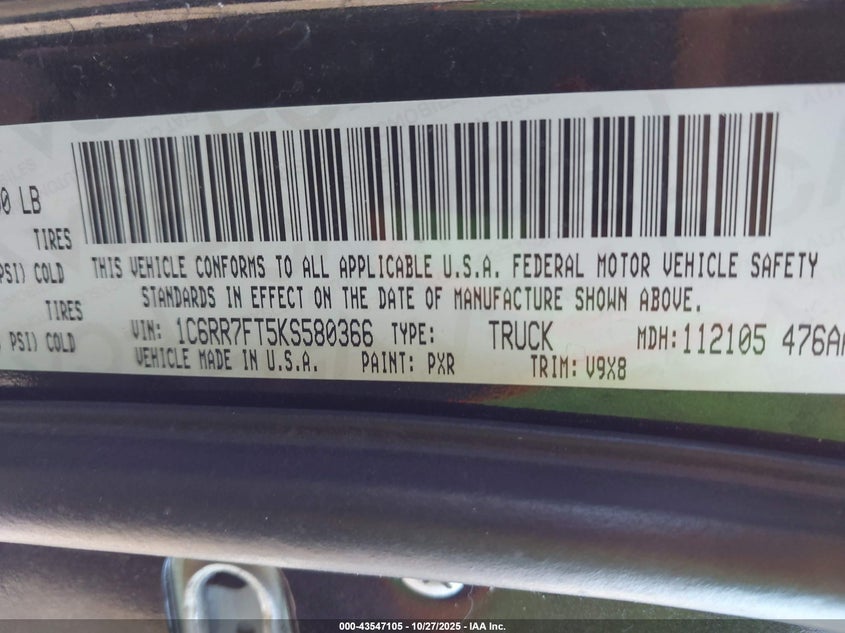 0 LB
TIRES
PSI) COLD
TIRES
PSI) COLD
THIS VEHICLE CONFORMS TO ALL APPLICABLE U.S.A. FEDERAL MOTOR VEHICLE SAFETY
STANDARDS IN EFFECT ON THE DATE OF MANUFACTURE SHOWN ABOVE.
VIN: 1C6RR7FT5KS580366 TYPE: TRUCK MDH:112105 476A
VEHICLE MADE IN U.S.A. PAINT: PXR TRIM: V9X8
000-43547105 - 10/27/2025 - IAA Inc.